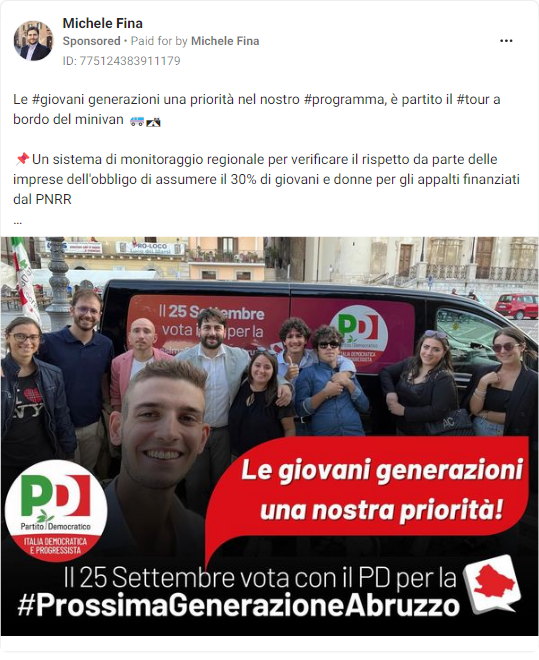 Michele Fina
Sponsored • Paid for by Michele Fina
ID: 775124383911179
Le #giovani generazioni una priorità nel nostro #programma, è partito il #tour a
bordo del minivan 🚌🛣
📌Un sistema di monitoraggio regionale per verificare il rispetto da parte delle
imprese dell'obbligo di assumere il 30% di giovani e donne per gli appalti finanziati
dal PNRR
...
PRO-LOCO
Il 25 Settembre
vota
per la
PD
Partito Democratico
ITALIA DEMOCRATICA
E PROGRESSISTA
NY
Le giovani generazioni
una nostra priorità!
PD
Partito Democratico
ITALIA DEMOCRATICA
E PROGRESSISTA
Il 25 Settembre vota con il PD per la
#ProssimaGenerazioneAbruzzo